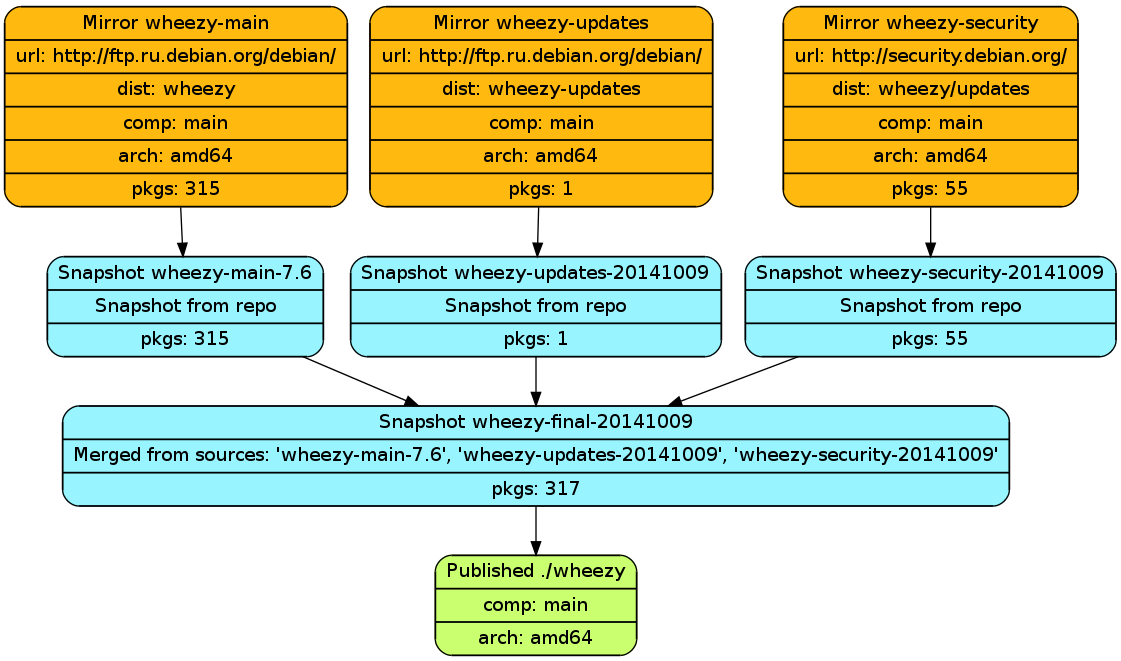 Mirror wheezy-main
url: http://ftp.ru.debian.org/debian/
dist: wheezy
comp: main
arch: amd64
pkgs: 315
Mirror wheezy-updates
url: http://ftp.ru.debian.org/debian/
dist: wheezy-updates
comp: main
arch: amd64
pkgs: 1
Mirror wheezy-security
url: http://security.debian.org/
dist: wheezy/updates
comp: main
arch: amd64
pkgs: 55
Snapshot wheezy-main-7.6
Snapshot from repo
pkgs: 315
Snapshot wheezy-updates-20141009
Snapshot from repo
pkgs: 1
Snapshot wheezy-security-20141009
Snapshot from repo
pkgs: 55
Snapshot wheezy-final-20141009
Merged from sources: 'wheezy-main-7.6', 'wheezy-updates-20141009', 'wheezy-security-20141009'
pkgs: 317
Published ./wheezy
comp: main
arch: amd64